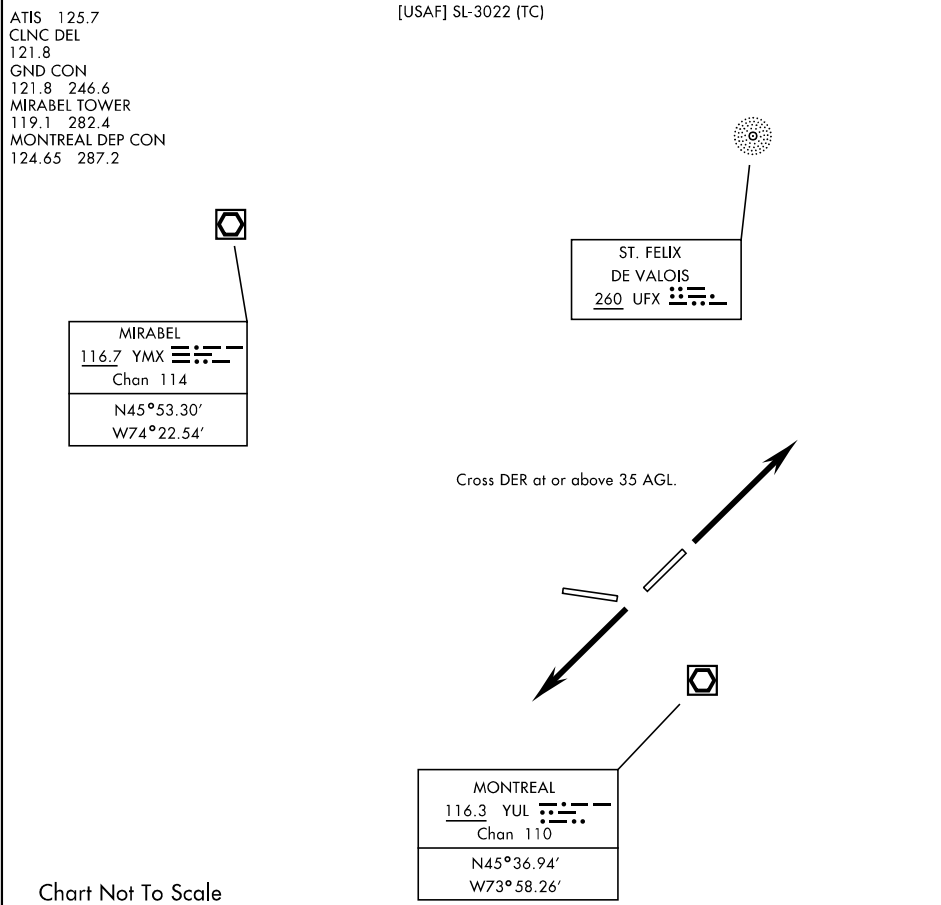 [USAF] SL-3022 (TC)
ATIS 125.7
CLNC DEL
121.8
GND CON
121.8 246.6
MIRABEL TOWER
119.1 282.4
MONTREAL DEP CON
124.65 287.2
ST. FELIX
DE VALOIS
260 UFX
MIRABEL
116.7 YMX
Chan 114
N45°53.30′
W74°22.54′
Cross DER at or above 35 AGL.
MONTREAL
116.3 YUL
Chan 110
N45°36.94′
W73°58.26′
Chart Not To Scale